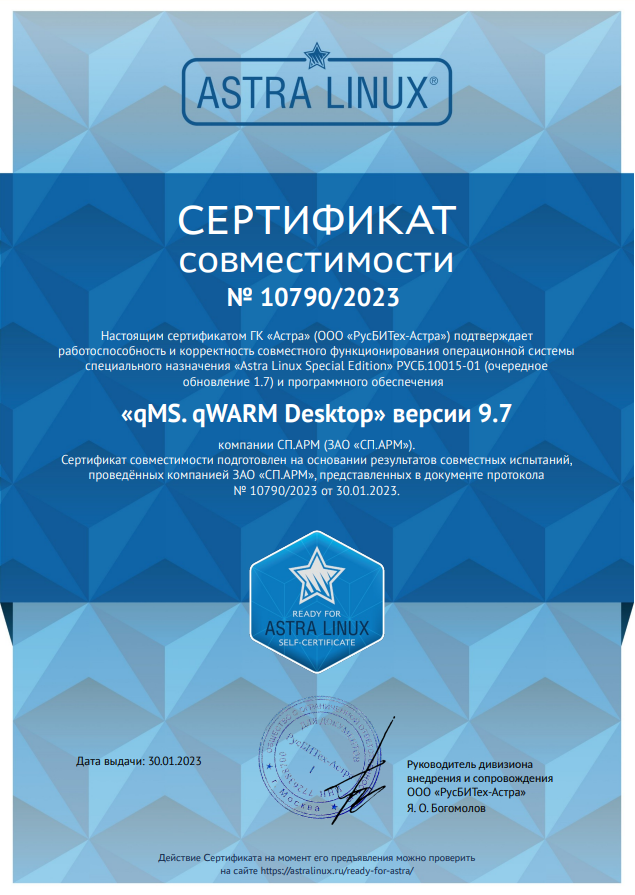 ASTRA LINUX®
СЕРТИФИКАТ
СОВМЕСТИМОСТИ
№ 10790/2023
Настоящим сертификатом ГК «Астра» (ООО «РусБИТех-Астра») подтверждает
работоспособность и корректность совместного функционирования операционной системы
специального назначения «Astra Linux Special Edition» РУСБ.10015-01 (очередное
обновление 1.7) и программного обеспечения
«qMS. qWARM Desktop» версии 9.7
компании СП.АРМ (ЗАО «СП.АРМ»).
Сертификат совместимости подготовлен на основании результатов совместных испытаний,
проведённых компанией ЗАО «СП.АРМ», представленных в документе протокола
№ 10790/2023 от 30.01.2023.
READY FOR
ASTRA LINUX
SELF-CERTIFICATE
ДЛЯ ДОКУМЕНТОВ
РусБИТех-Астра
г. Москва
Дата выдачи: 30.01.2023
Руководитель дивизиона
внедрения и сопровождения
ООО «РусБИТех-Астра»
Я. О. Богомолов
Действие Сертификата на момент его предъявления можно проверить
на сайте https://astralinux.ru/ready-for-astra/